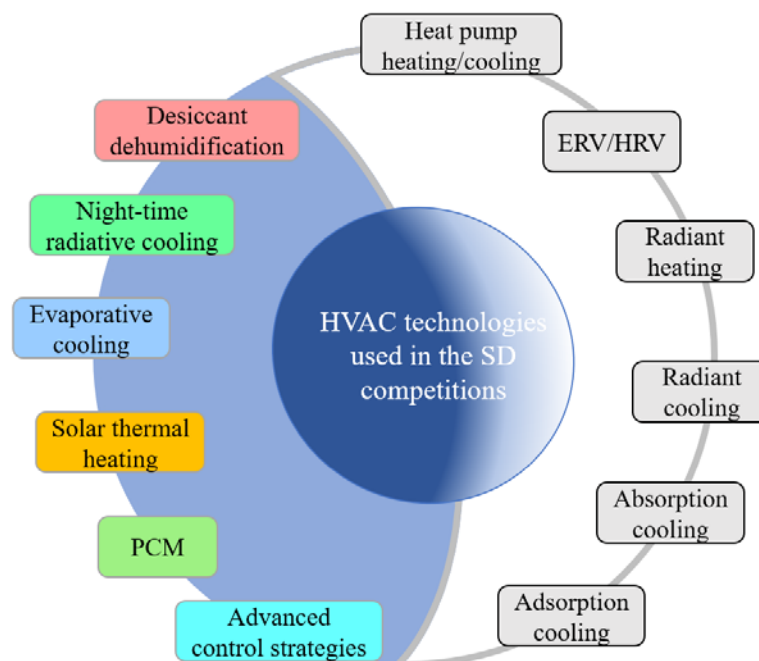 Heat pump
heating/cooling
Desiccant
dehumidification
ERV/HRV
Night-time
radiative cooling
Radiant
heating
Evaporative
cooling
HVAC technologies
used in the SD
competitions
Radiant
cooling
Solar thermal
heating
Absorption
cooling
PCM
Adsorption
cooling
Advanced
control strategies